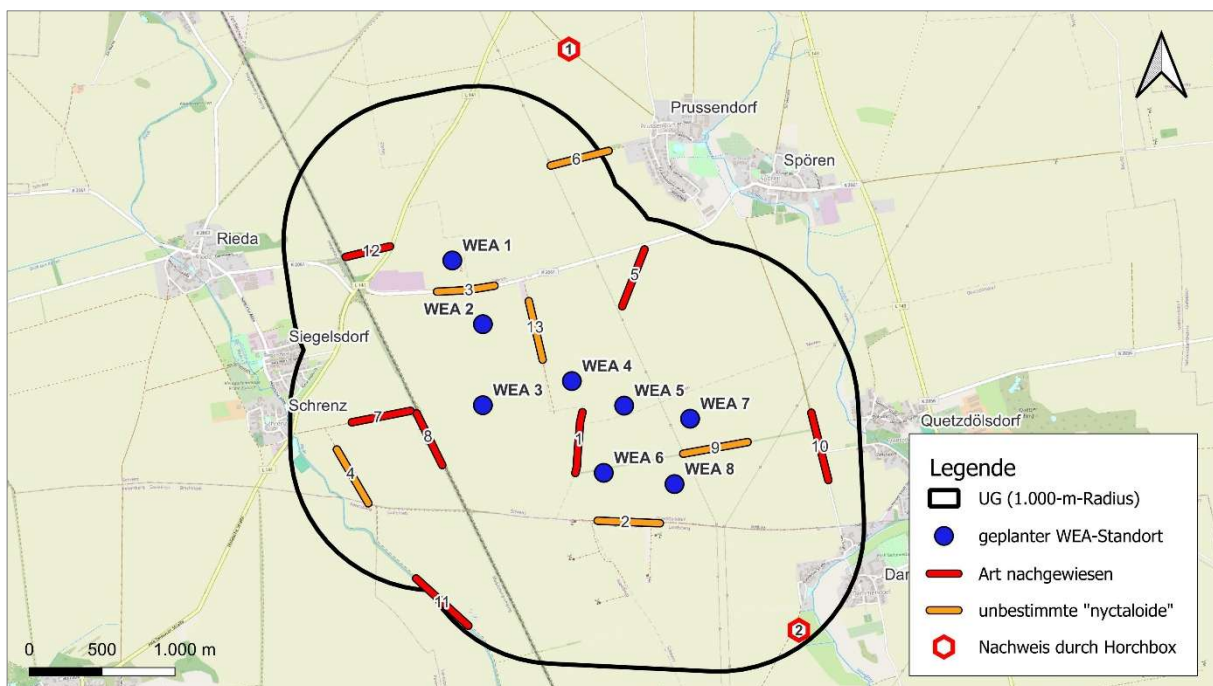 1
Prussendorf
Spören
6
Rieda
12
WEA 1
5
3
WEA 2
13
Siegelsdorf
WEA 4
Schrenz
WEA 3
WEA 5
WEA 7
Quetzdölsdorf
7
8
1
9
10
4
WEA 6
WEA 8
2
11
Dam
2
0 500 1.000 m
Legende
UG (1.000-m-Radius)
geplanter WEA-Standort
Art nachgewiesen
unbestimmte "nyctaloide"
Nachweis durch Horchbox